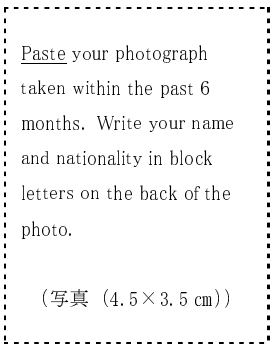 Paste your photograph
taken within the past 6
months. Write your name
and nationality in block
letters on the back of the
photo.
(写真 (4.5×3.5 cm))